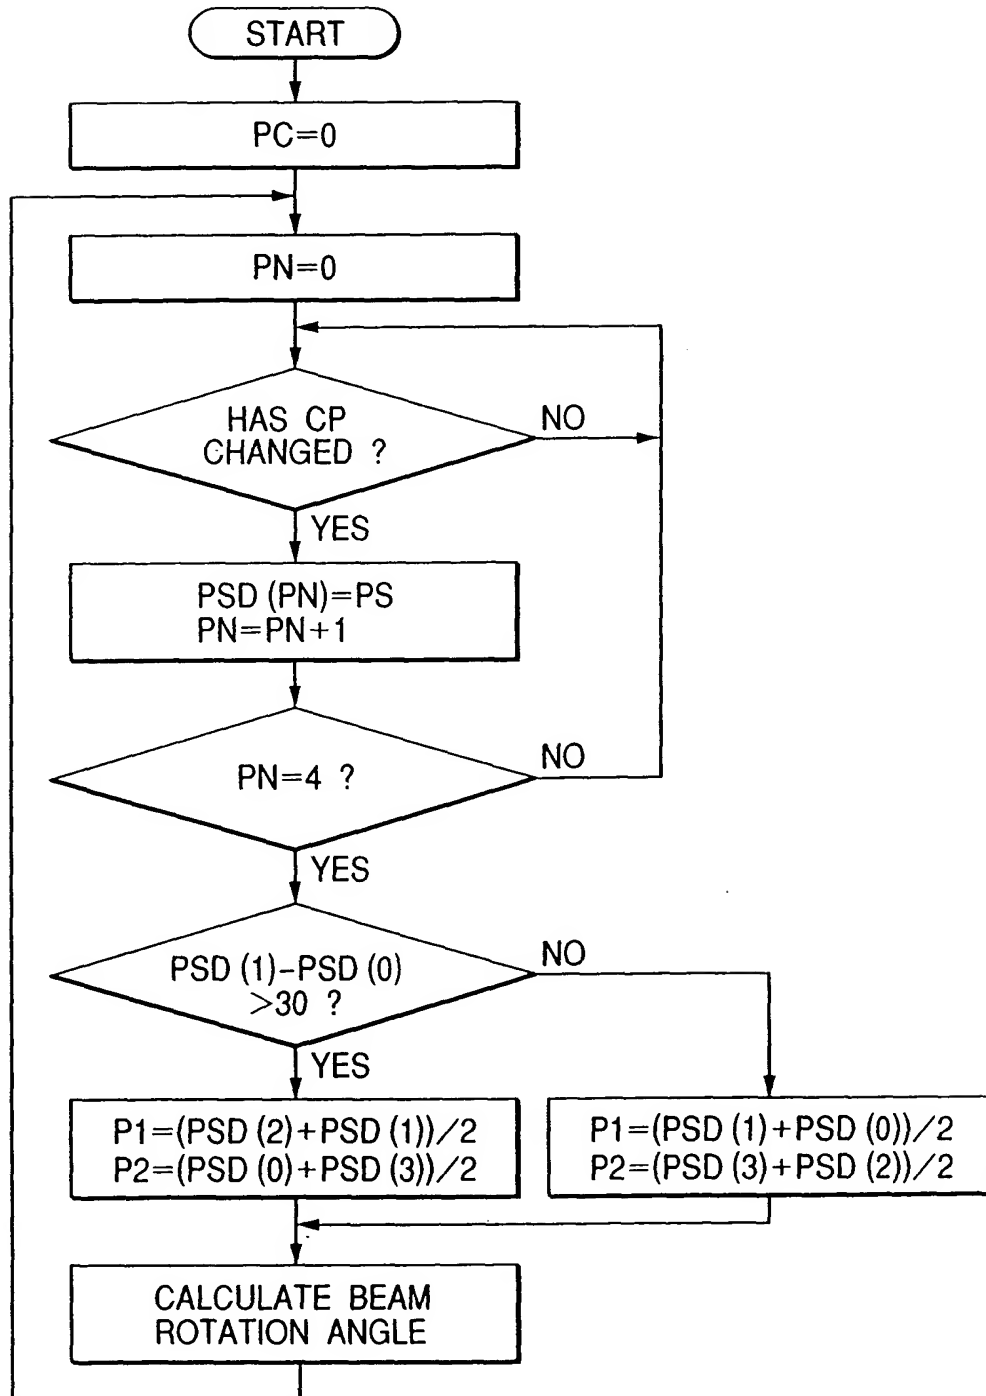 START
PC=0
PN=0
HAS CP
CHANGED ?
NO
YES
PSD (PN)=PS
PN=PN+1
PN=4 ?
NO
YES
PSD (1)-PSD (0)
>30 ?
NO
YES
P1=(PSD (2)+PSD (1))/2
P2=(PSD (0)+PSD (3))/2
P1=(PSD (1)+PSD (0))/2
P2=(PSD (3)+PSD (2))/2
CALCULATE BEAM
ROTATION ANGLE